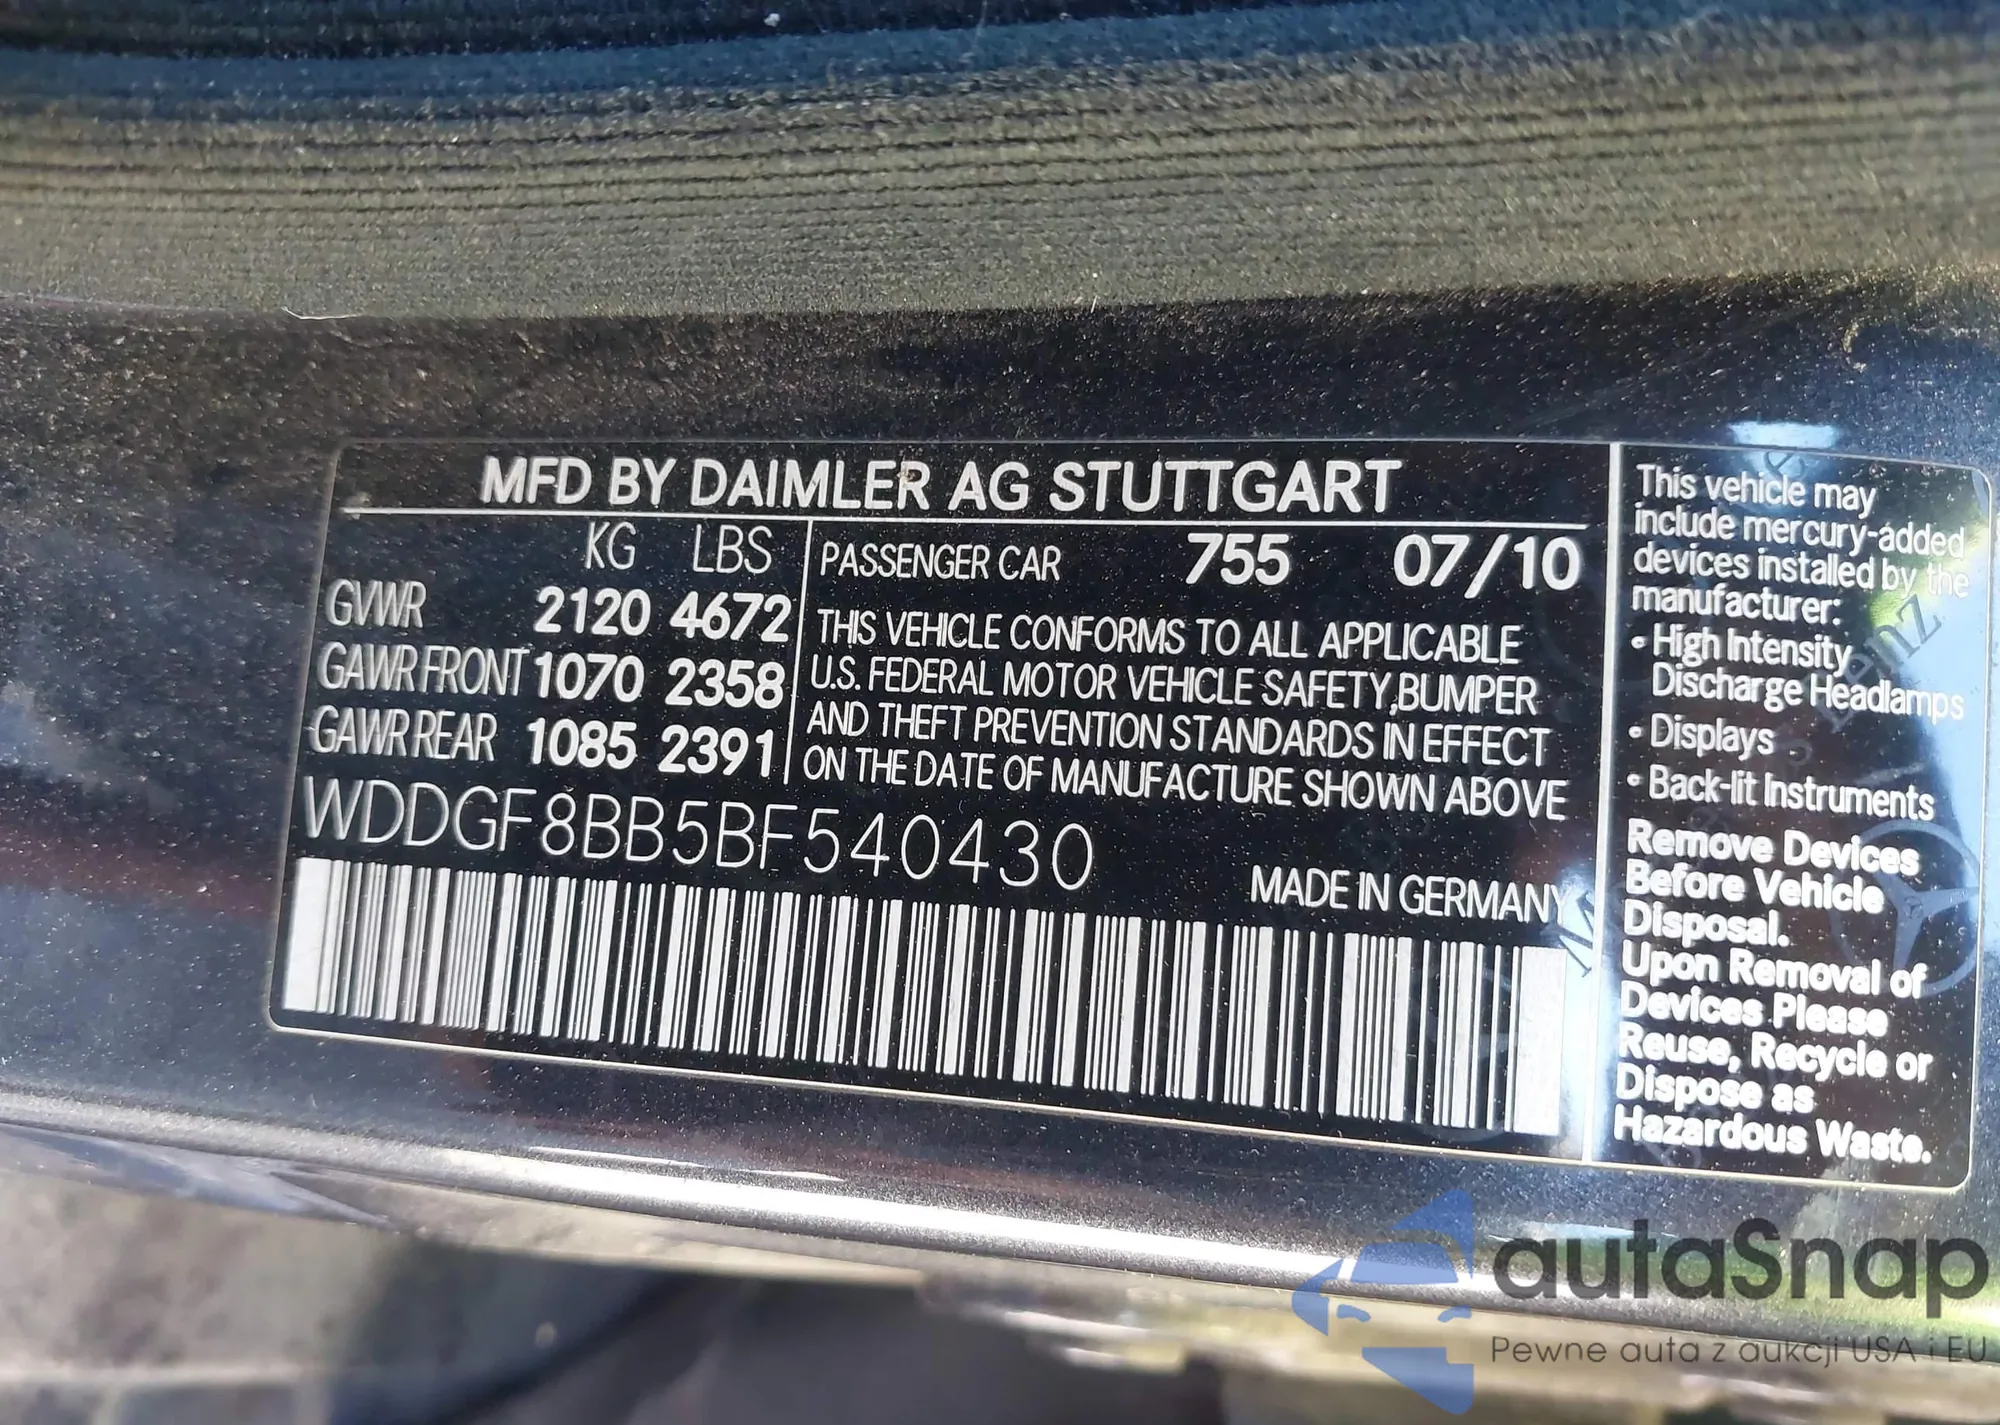 MFD BY DAIMLER AG STUTTGART
KG LBS
GVWR 2120 4672
GAWR FRONT 1070 2358
GAWR REAR 1085 2391
PASSENGER CAR 755 07/10
THIS VEHICLE CONFORMS TO ALL APPLICABLE
U.S. FEDERAL MOTOR VEHICLE SAFETY,BUMPER
AND THEFT PREVENTION STANDARDS IN EFFECT
ON THE DATE OF MANUFACTURE SHOWN ABOVE
WDDGF8BB5BF540430
MADE IN GERMANY
This vehicle may
include mercury-added
devices installed by the
manufacturer:
• High Intensity
Discharge Headlamps
• Displays
• Back-lit Instruments
Remove Devices
Before Vehicle
Disposal.
Upon Removal of
Devices Please
Reuse, Recycle or
Dispose as
Hazardous Waste.
autaSnap
Pewne auta z aukcji USA i EU